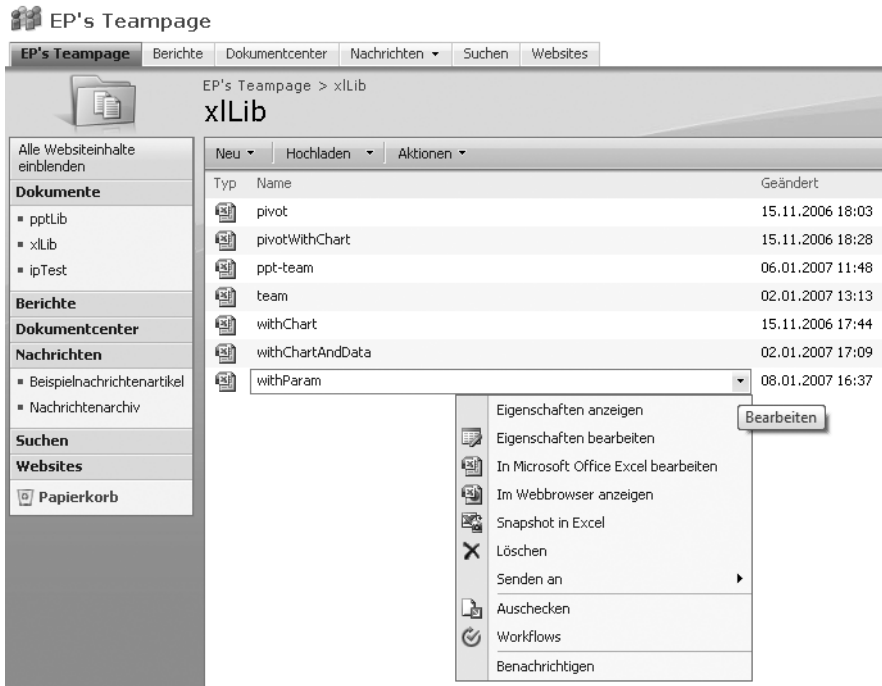 EP's Teampage
EP's Teampage Berichte Dokumentcenter Nachrichten Suchen Websites
EP's Teampage > xlLib
xlLib
Alle Websiteinhalte
einblenden
Dokumente
pptLib
xlLib
ipTest
Berichte
Dokumentcenter
Nachrichten
Beispielnachrichtenartikel
Nachrichtenarchiv
Suchen
Websites
Papierkorb
Neu Hochladen Aktionen
Typ Name Geändert
pivot 15.11.2006 18:03
pivotWithChart 15.11.2006 18:28
ppt-team 06.01.2007 11:48
team 02.01.2007 13:13
withChart 15.11.2006 17:44
withChartAndData 02.01.2007 17:09
withParam 08.01.2007 16:37
Eigenschaften anzeigen
Bearbeiten
Eigenschaften bearbeiten
In Microsoft Office Excel bearbeiten
Im Webbrowser anzeigen
Snapshot in Excel
Löschen
Senden an
Auschecken
Workflows
Benachrichtigen